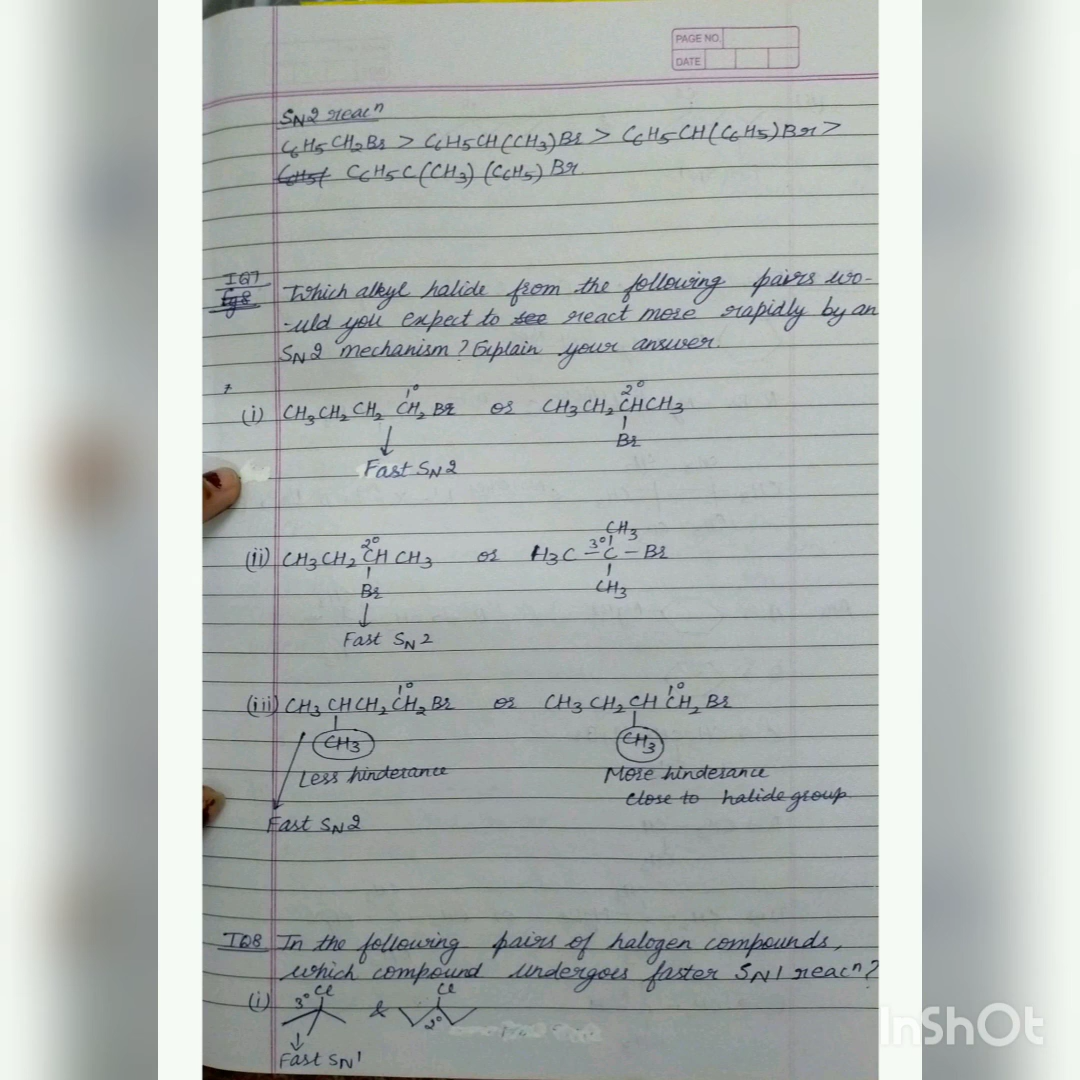 PAGE NO.
DATE
SN2 reacⁿ
C6H5CH2Br > C6H5CH(CH3)Br > C6H5CH(C6H5)Br >
C6H5C(CH3)(C6H5)Br
IQ7
Which alkyl halide from the following pairs wo-
-uld you expect to react more rapidly by an
SN2 mechanism? Explain your answer.
1° 2°
(i) CH3CH2CH2 CH2Br or CH3CH2CHCH3
Br
↓
Fast SN2
CH3
2° 3°
(ii) CH3CH2CHCH3 or H3C–C–Br
Br CH3
↓
Fast SN2
1° 1°
(iii) CH3CHCH2CH2Br or CH3CH2CHCH2Br
CH3 CH3
Less hinderance More hinderance
close to halide group.
Fast SN2
IQ8 In the following pairs of halogen compounds,
which compound undergoes faster SN1 reacⁿ?
Cl Cl
(i) 3° & 2°
↓
Fast SN1
InShOt